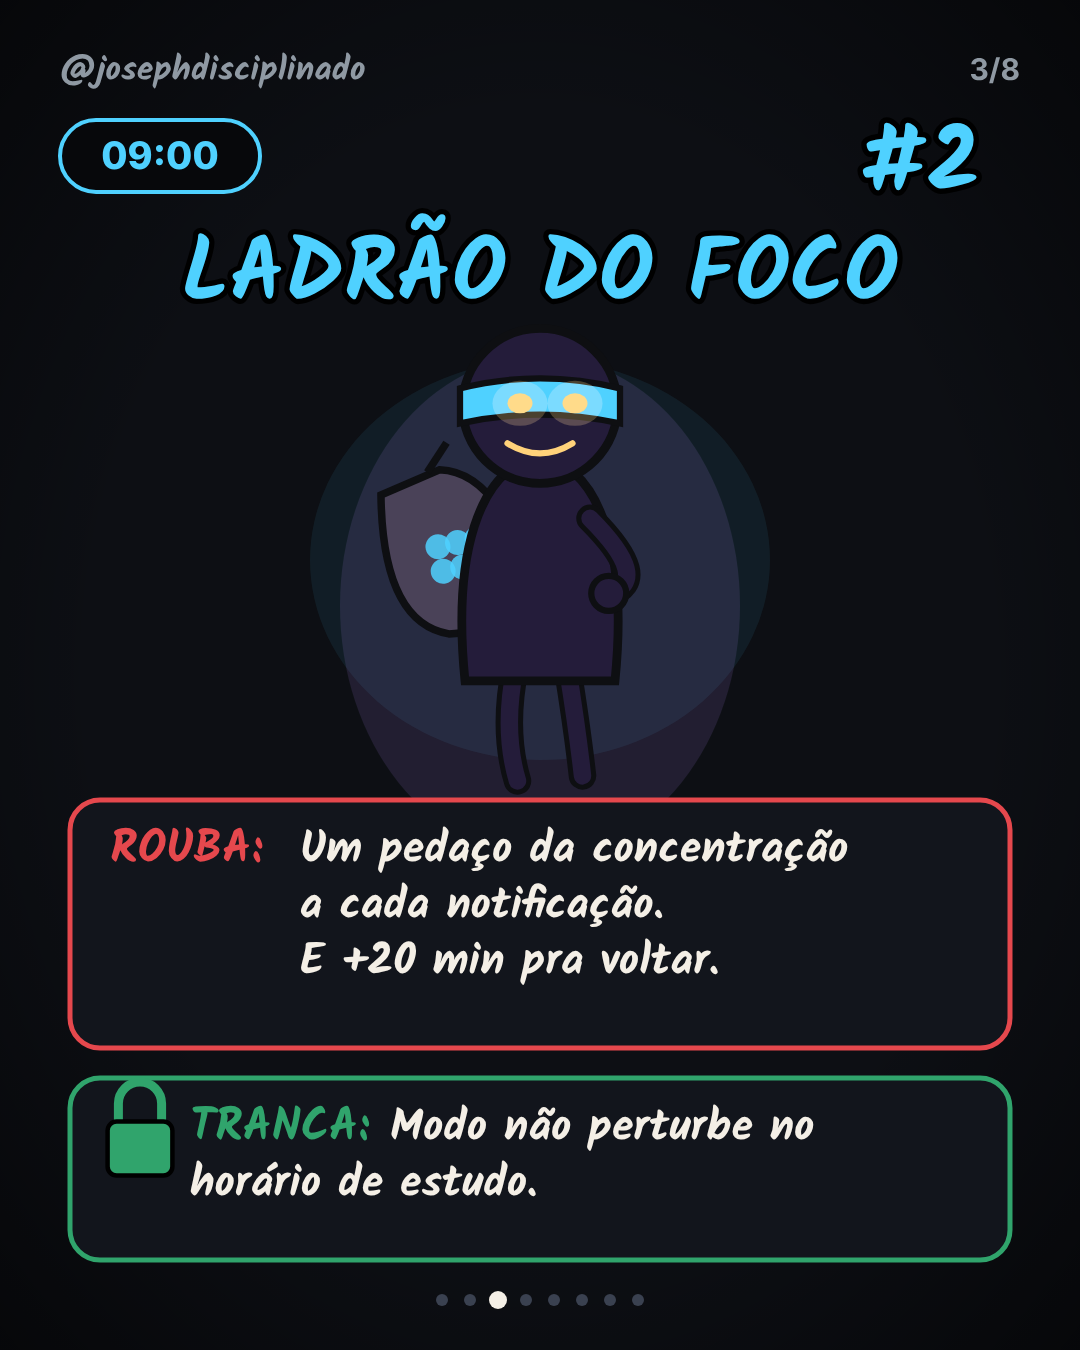 @josephdisciplinado
3/8
09:00
#2
LADRÃO DO FOCO
ROUBA: Um pedaço da concentração
a cada notificação.
E +20 min pra voltar.
TRANCA: Modo não perturbe no
horário de estudo.